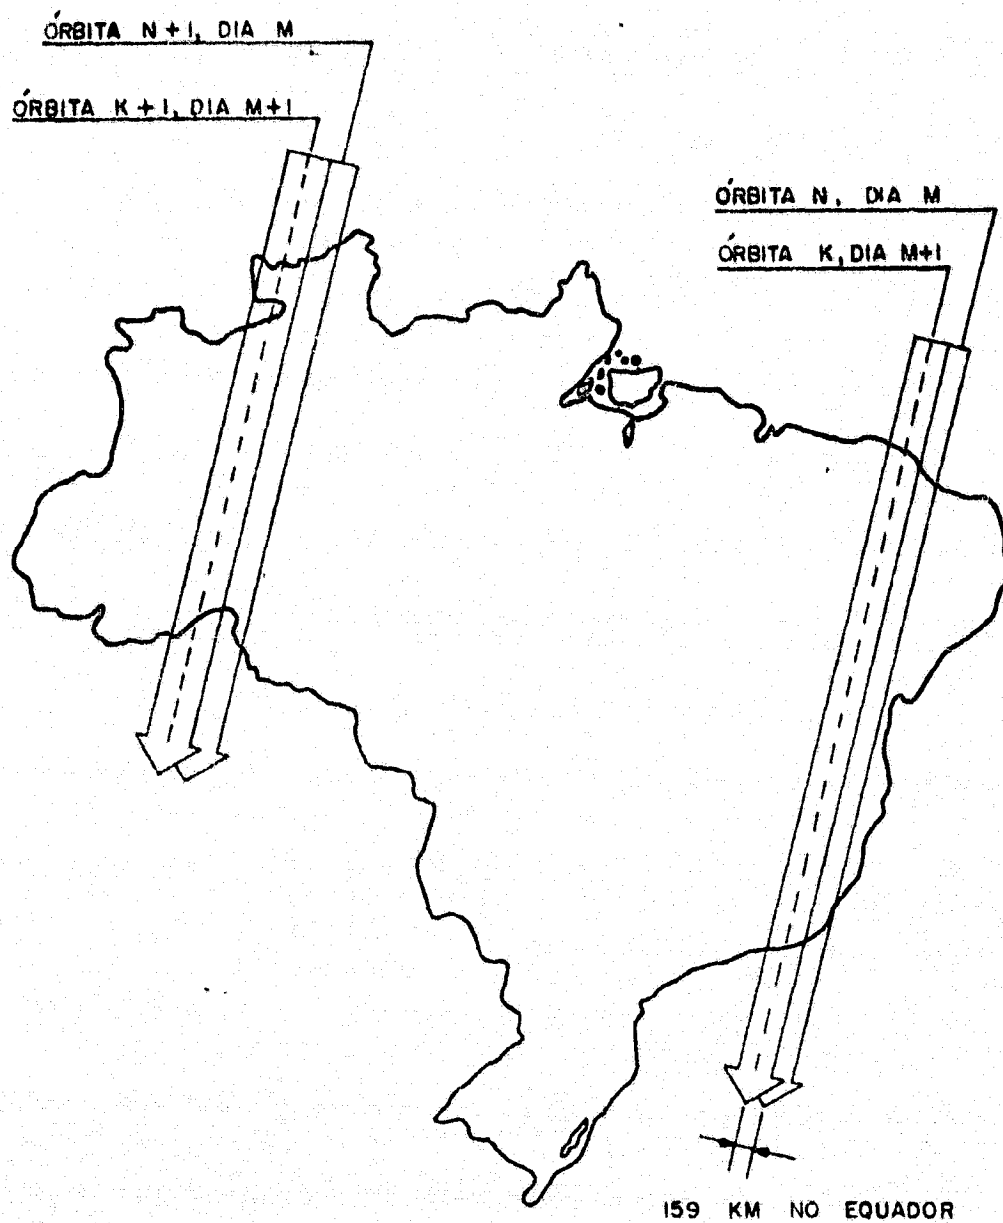 ÓRBITA N + 1, DIA M
ÓRBITA K + 1, DIA M+1
ÓRBITA N, DIA M
ÓRBITA K, DIA M+1
159 KM NO EQUADOR